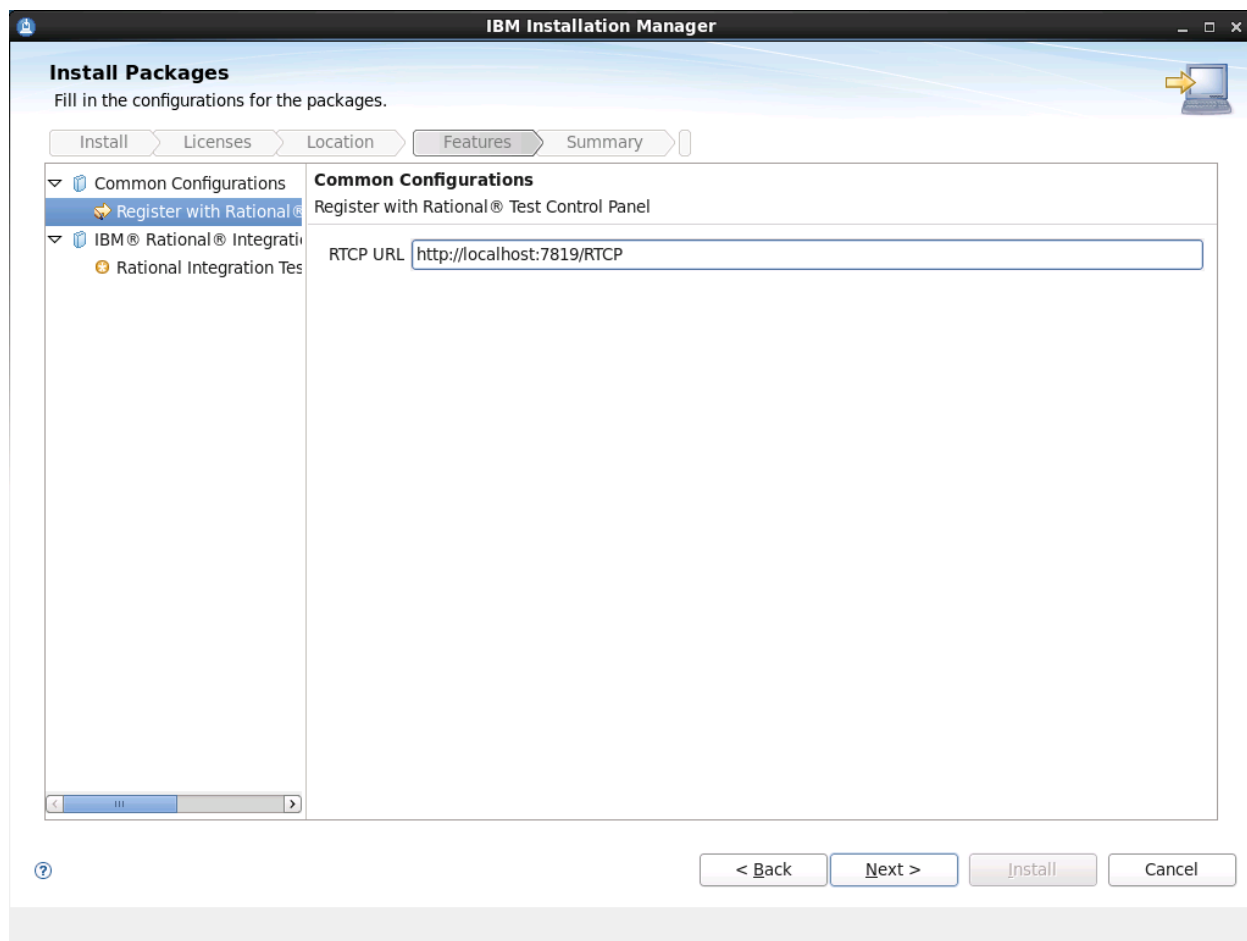 IBM Installation Manager
Install Packages
Fill in the configurations for the packages.
Install Licenses Location Features Summary
Common Configurations
Register with Rational®
IBM® Rational® Integrati
Rational Integration Tes
Common Configurations
Register with Rational® Test Control Panel
RTCP URL http://localhost:7819/RTCP
< Back Next > Install Cancel